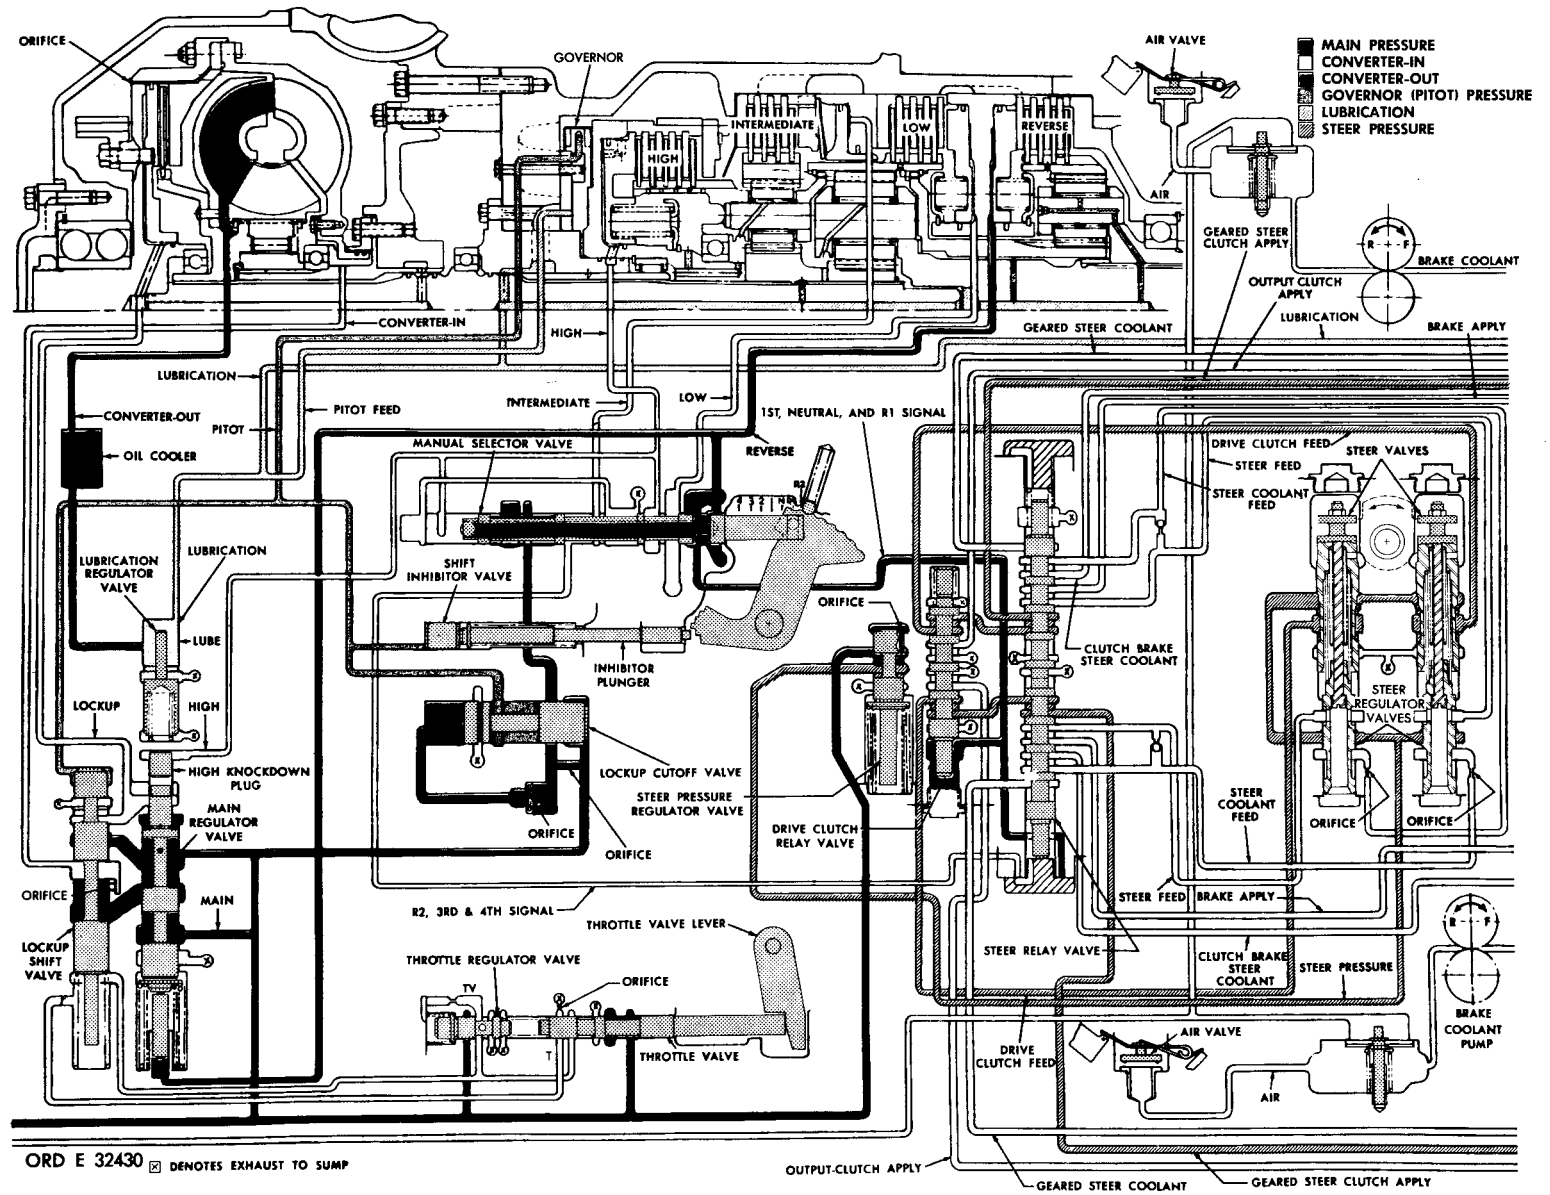 ORIFICE
GOVERNOR
AIR VALVE
MAIN PRESSURE
CONVERTER-IN
CONVERTER-OUT
GOVERNOR (PITOT) PRESSURE
LUBRICATION
STEER PRESSURE
INTERMEDIATE
LOW
REVERSE
HIGH
AIR
GEARED STEER
CLUTCH APPLY
R F
BRAKE COOLANT
OUTPUT CLUTCH
APPLY
LUBRICATION
CONVERTER-IN
HIGH
GEARED STEER COOLANT
BRAKE APPLY
LUBRICATION
CONVERTER-OUT
PITOT FEED
PITOT
INTERMEDIATE
LOW
1ST, NEUTRAL, AND R1 SIGNAL
MANUAL SELECTOR VALVE
REVERSE
DRIVE CLUTCH FEED
STEER VALVES
OIL COOLER
STEER FEED
STEER COOLANT
FEED
R2
4 3 2 1 N
LUBRICATION
LUBRICATION
REGULATOR
VALVE
SHIFT
INHIBITOR VALVE
ORIFICE
LUBE
INHIBITOR
PLUNGER
CLUTCH BRAKE
STEER COOLANT
STEER
REGULATOR
VALVES
LOCKUP
HIGH
HIGH KNOCKDOWN
PLUG
LOCKUP CUTOFF VALVE
STEER PRESSURE
REGULATOR VALVE
MAIN
REGULATOR
VALVE
ORIFICE
ORIFICE
DRIVE CLUTCH
RELAY VALVE
STEER
COOLANT
FEED
ORIFICE
ORIFICE
ORIFICE
MAIN
R2, 3RD & 4TH SIGNAL
STEER FEED
BRAKE APPLY
THROTTLE VALVE LEVER
R F
LOCKUP
SHIFT
VALVE
STEER RELAY VALVE
CLUTCH BRAKE
STEER
COOLANT
STEER PRESSURE
THROTTLE REGULATOR VALVE
ORIFICE
TV
T
THROTTLE VALVE
DRIVE
CLUTCH FEED
AIR VALVE
BRAKE
COOLANT
PUMP
AIR
ORD E 32430
X DENOTES EXHAUST TO SUMP
OUTPUT-CLUTCH APPLY
GEARED STEER COOLANT
GEARED STEER CLUTCH APPLY